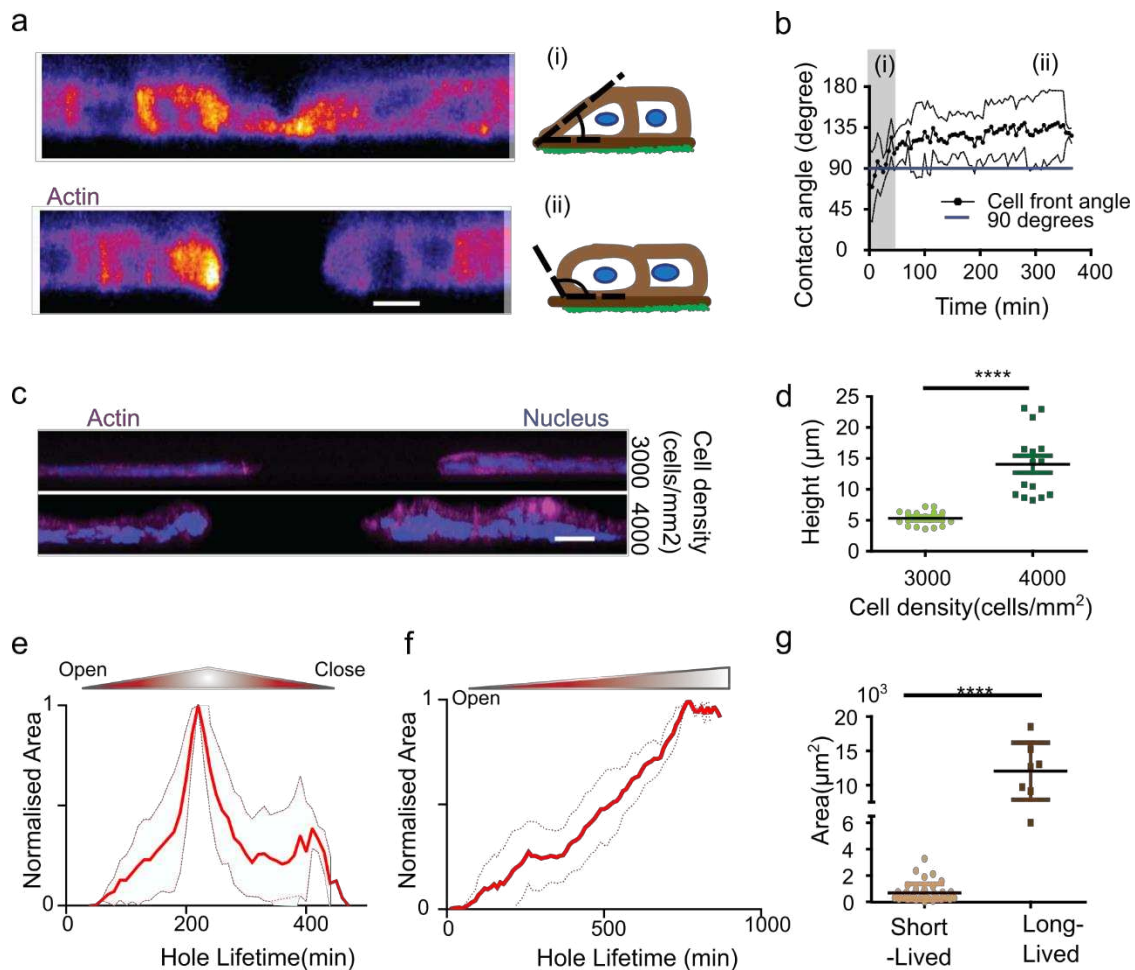 a
(i)
Actin
(ii)
b
(i)
(ii)
180
135
90
45
0
Contact angle (degree)
Cell front angle
90 degrees
0
100
200
300
400
Time (min)
c
Actin
Nucleus
3000
4000
Cell density
(cells/mm2)
d
****
25
20
15
10
5
0
Height (µm)
3000
4000
Cell density(cells/mm²)
e
Open
Close
1
0
Normalised Area
0
200
400
Hole Lifetime(min)
f
Open
1
0
Normalised Area
0
500
1000
Hole Lifetime (min)
g
10³
****
20
15
10
6
4
2
0
Area(µm²)
Short
-Lived
Long-
Lived